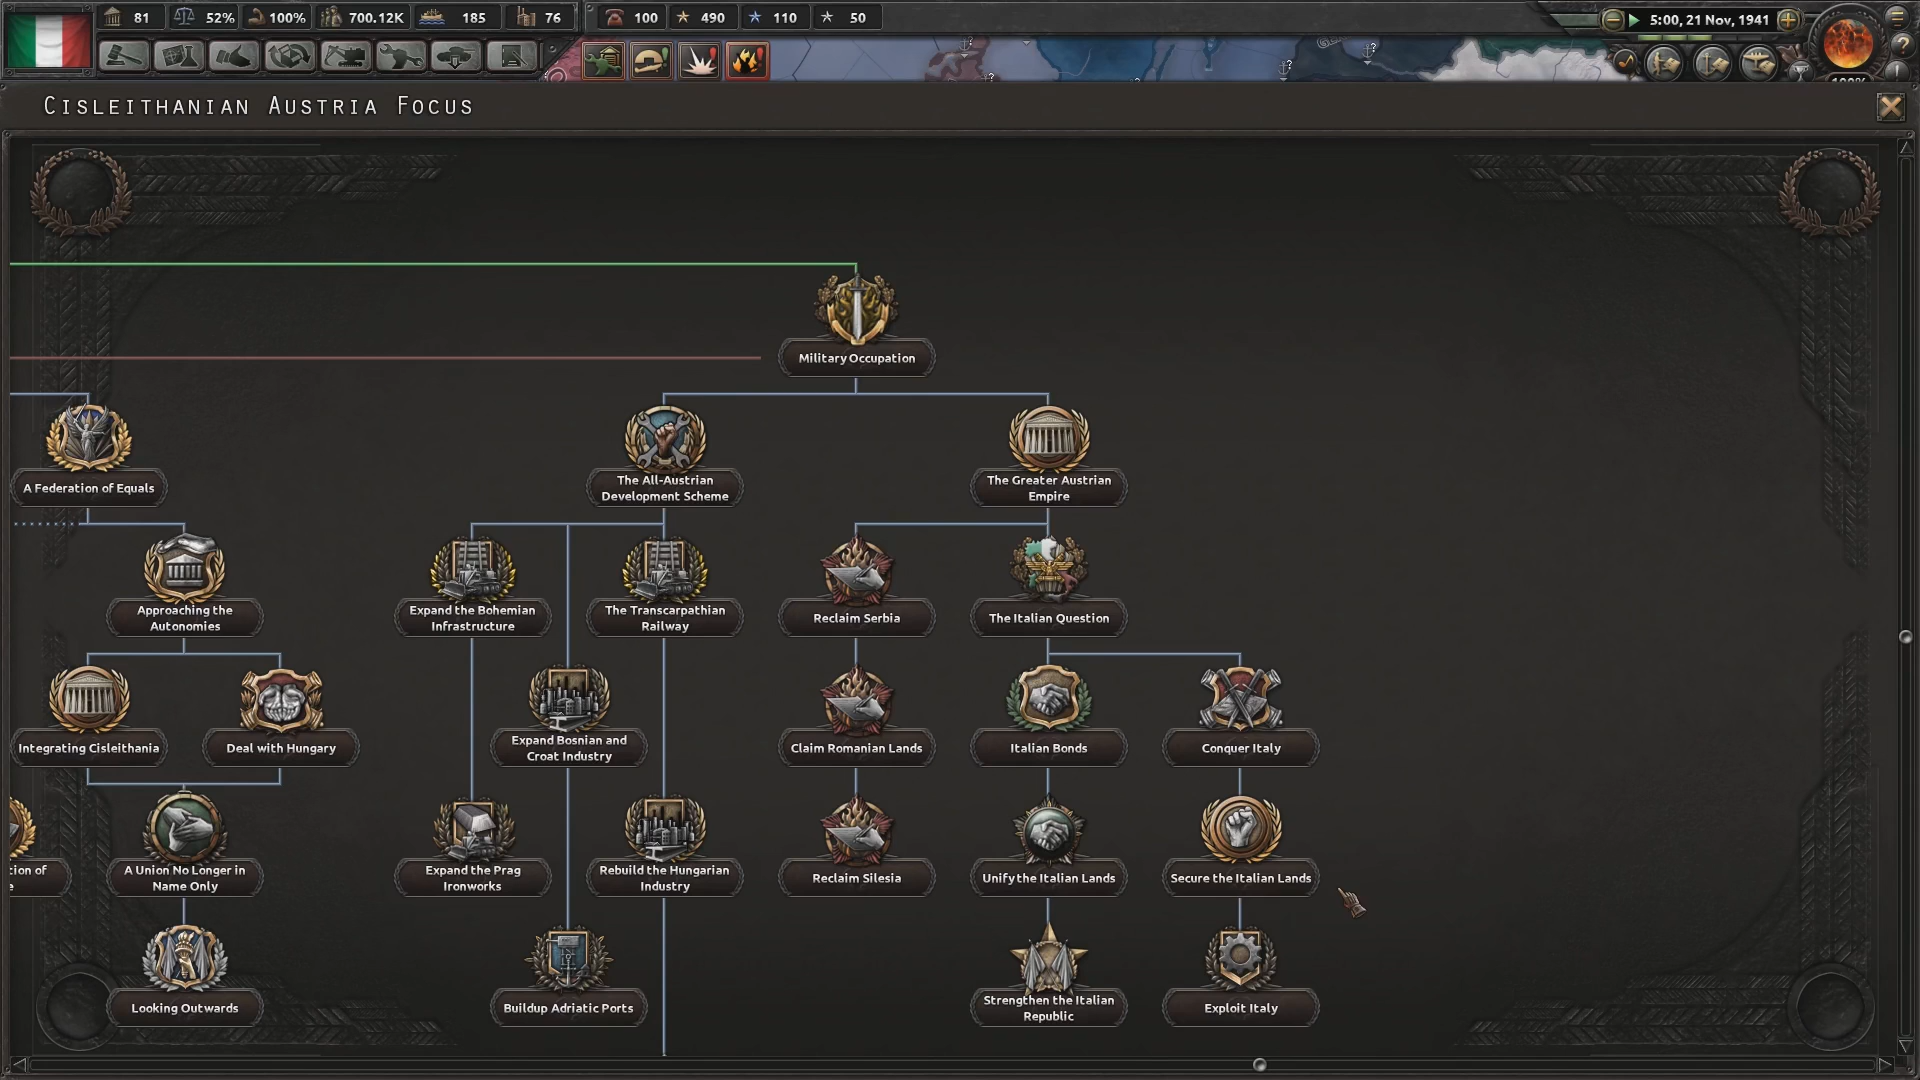 81
52%
100%
700.12K
185
76
100
490
110
50
5:00, 21 Nov, 1941
Cisleithanian Austria Focus
Military Occupation
A Federation of Equals
The All-Austrian
Development Scheme
The Greater Austrian
Empire
Approaching the
Autonomies
Expand the Bohemian
Infrastructure
The Transcarpathian
Railway
Reclaim Serbia
The Italian Question
Integrating Cisleithania
Deal with Hungary
Expand Bosnian and
Croat Industry
Claim Romanian Lands
Italian Bonds
Conquer Italy
tion of
A Union No Longer in
Name Only
Expand the Prag
Ironworks
Rebuild the Hungarian
Industry
Reclaim Silesia
Unify the Italian Lands
Secure the Italian Lands
Looking Outwards
Buildup Adriatic Ports
Strengthen the Italian
Republic
Exploit Italy